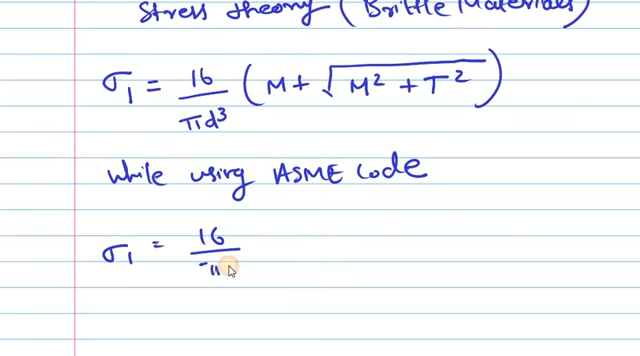 Stress theory (Brittle Materials)
σ1 = 16/πd³ (M + √(M² + T²))
while using ASME Code
σ1 = 16/π